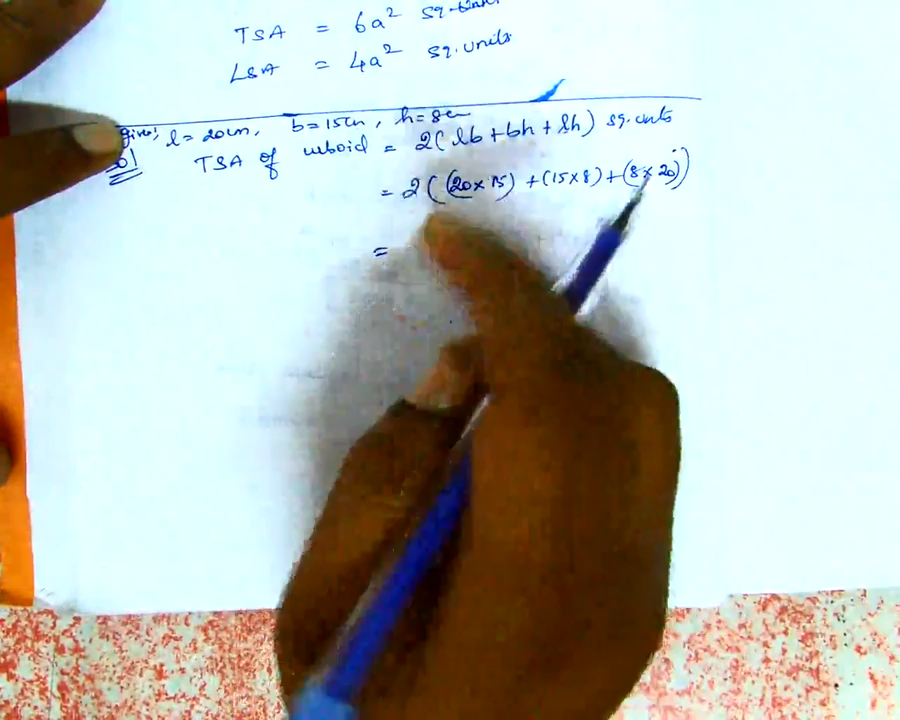 TSA = 6a² sq.units
LSA = 4a² sq.units
given, l = 20cm, b = 15cm, h = 8cm
Sol TSA of cuboid = 2(lb + bh + lh) sq.units
= 2((20×15) + (15×8) + (8×20))
=